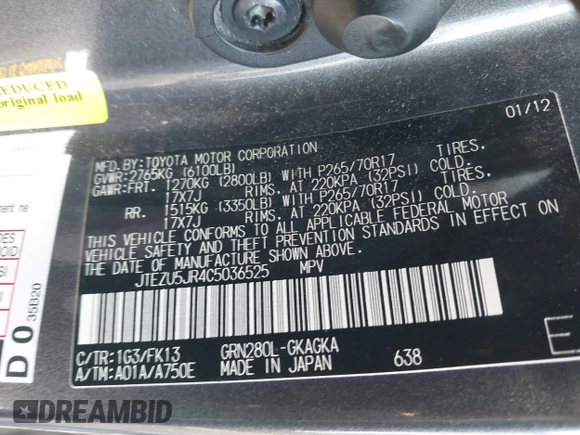 REDUCED
original load
01/12
MFD. BY: TOYOTA MOTOR CORPORATION
GVWR: 2765KG (6100LB)
GAWR: FRT. 1270KG (2800LB) WITH P265/70R17 TIRES.
17X7J RIMS. AT 220KPA (32PSI) COLD.
RR. 1515KG (3350LB) WITH P265/70R17 TIRES.
17X7J RIMS. AT 220KPA (32PSI) COLD.
THIS VEHICLE CONFORMS TO ALL APPLICABLE FEDERAL MOTOR
VEHICLE SAFETY AND THEFT PREVENTION STANDARDS IN EFFECT ON
THE DATE OF MANUFACTURE SHOWN ABOVE.
JTEZU5JR4C5036525 MPV
C/TR: 1G3/FK13 GRN280L-GKAGKA
A/TM: A01A/A750E MADE IN JAPAN 638
E
D0
35B20
DREAMBID